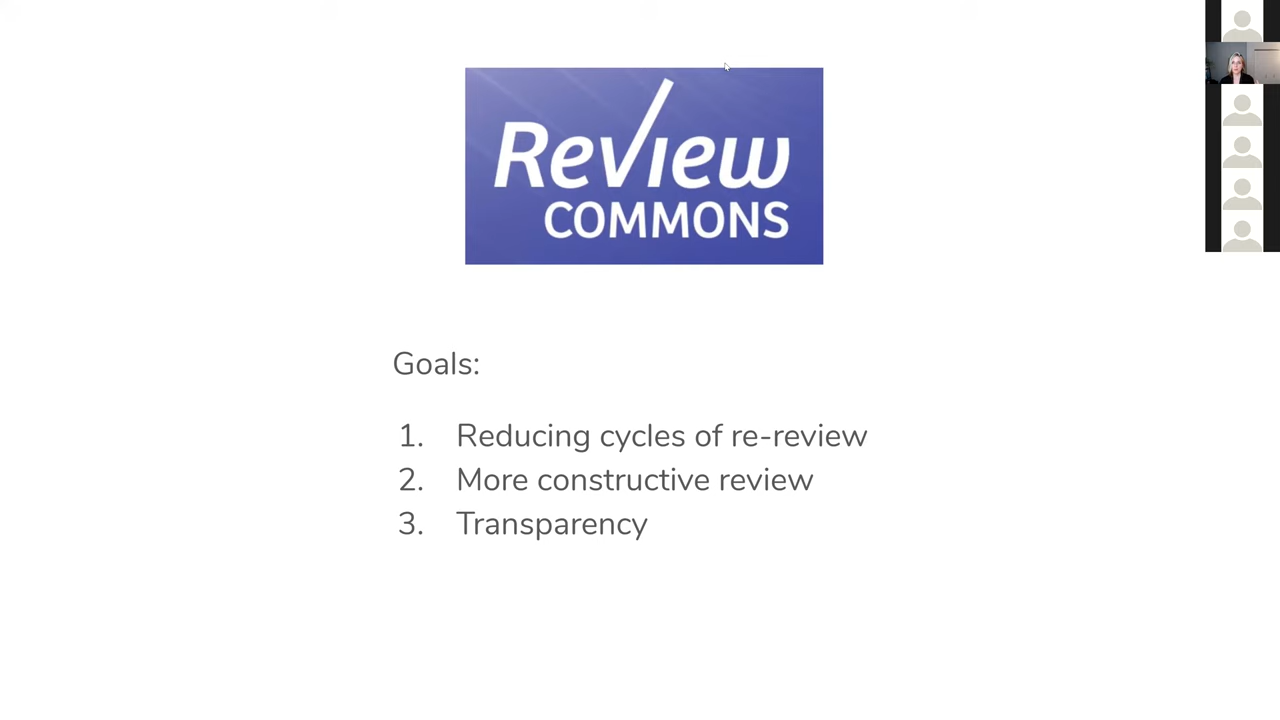 Review
COMMONS
Goals:
1. Reducing cycles of re-review
2. More constructive review
3. Transparency